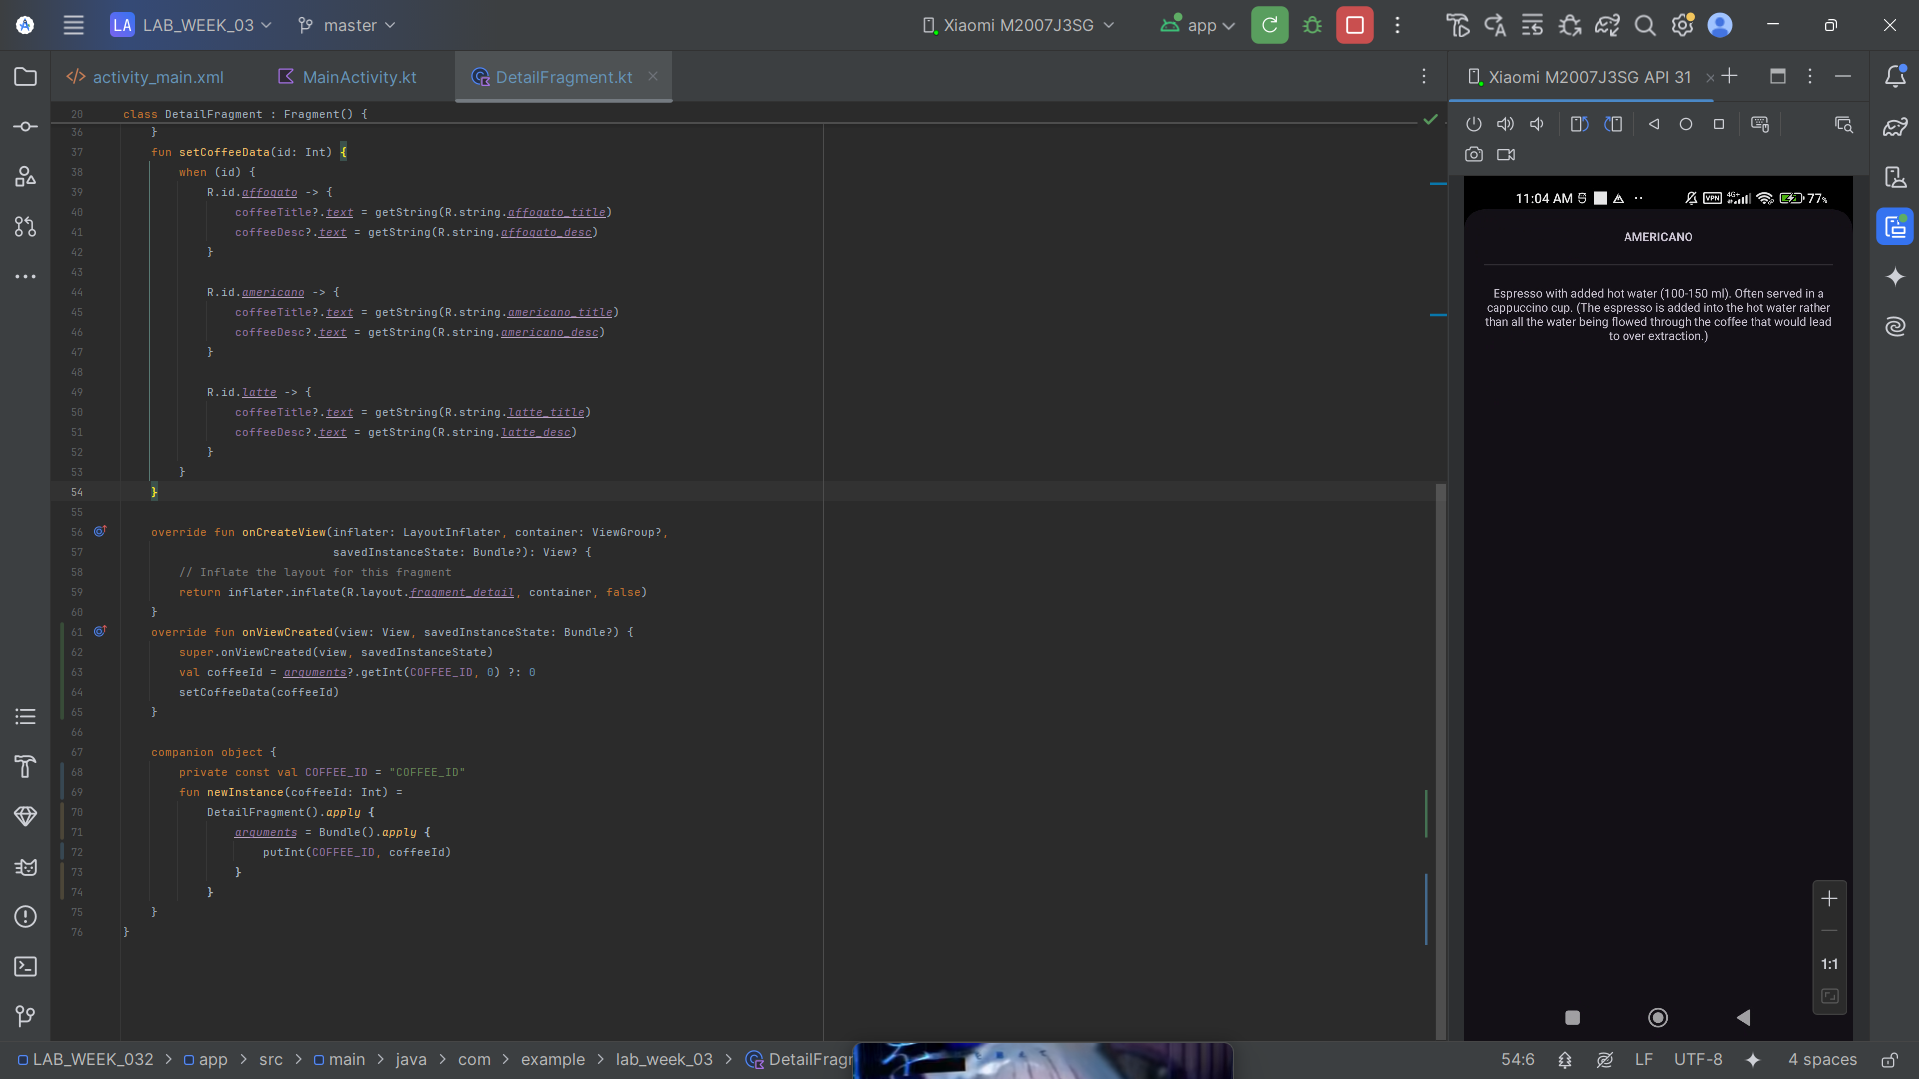 LA LAB_WEEK_03 master Xiaomi M2007J3SG app
activity_main.xml MainActivity.kt DetailFragment.kt
20 class DetailFragment : Fragment() {
36 }
37 fun setCoffeeData(id: Int) {
38 when (id) {
39 R.id.affogato -> {
40 coffeeTitle?.text = getString(R.string.affogato_title)
41 coffeeDesc?.text = getString(R.string.affogato_desc)
42 }
43
44 R.id.americano -> {
45 coffeeTitle?.text = getString(R.string.americano_title)
46 coffeeDesc?.text = getString(R.string.americano_desc)
47 }
48
49 R.id.latte -> {
50 coffeeTitle?.text = getString(R.string.latte_title)
51 coffeeDesc?.text = getString(R.string.latte_desc)
52 }
53 }
54 }
55
56 override fun onCreateView(inflater: LayoutInflater, container: ViewGroup?,
57 savedInstanceState: Bundle?): View? {
58 // Inflate the layout for this fragment
59 return inflater.inflate(R.layout.fragment_detail, container, false)
60 }
61 override fun onViewCreated(view: View, savedInstanceState: Bundle?) {
62 super.onViewCreated(view, savedInstanceState)
63 val coffeeId = arguments?.getInt(COFFEE_ID, 0) ?: 0
64 setCoffeeData(coffeeId)
65 }
66
67 companion object {
68 private const val COFFEE_ID = "COFFEE_ID"
69 fun newInstance(coffeeId: Int) =
70 DetailFragment().apply {
71 arguments = Bundle().apply {
72 putInt(COFFEE_ID, coffeeId)
73 }
74 }
75 }
76 }
Xiaomi M2007J3SG API 31
11:04 AM VPN 4G+ 77%
AMERICANO
Espresso with added hot water (100-150 ml). Often served in a
cappuccino cup. (The espresso is added into the hot water rather
than all the water being flowed through the coffee that would lead
to over extraction.)
1:1
LAB_WEEK_032 > app > src > main > java > com > example > lab_week_03 > DetailFragr
54:6 LF UTF-8 4 spaces